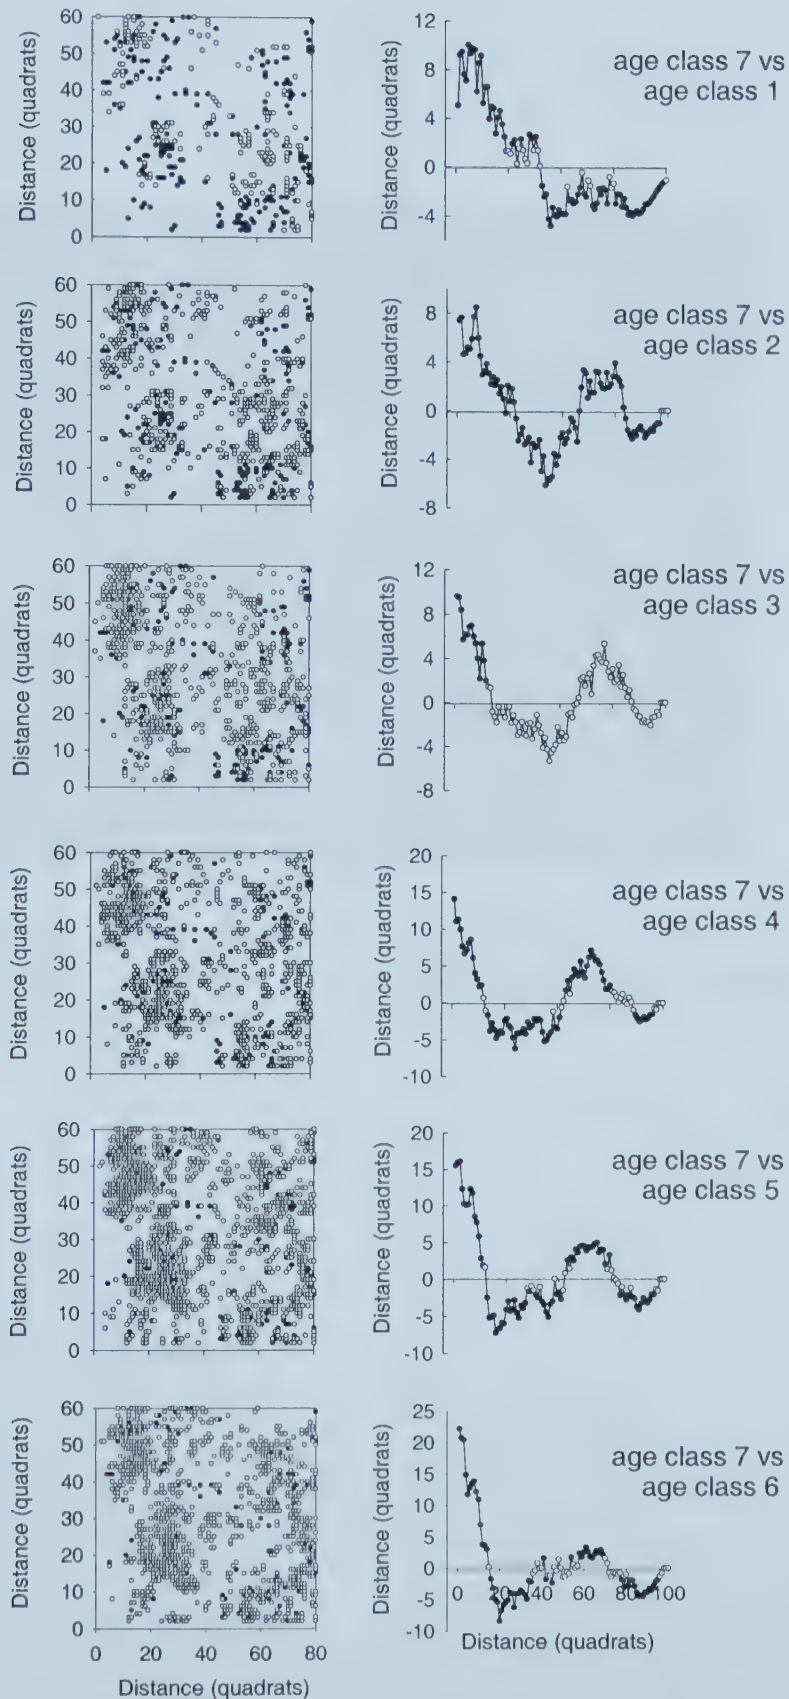 60
50
40
30
20
10
0
Distance (quadrats)
12
8
4
0
-4
Distance (quadrats)
age class 7 vs
age class 1
60
50
40
30
20
10
0
Distance (quadrats)
8
4
0
-4
-8
Distance (quadrats)
age class 7 vs
age class 2
60
50
40
30
20
10
0
Distance (quadrats)
12
8
4
0
-4
-8
Distance (quadrats)
age class 7 vs
age class 3
60
50
40
30
20
10
0
Distance (quadrats)
20
15
10
5
0
-5
-10
Distance (quadrats)
age class 7 vs
age class 4
60
50
40
30
20
10
0
Distance (quadrats)
20
15
10
5
0
-5
-10
Distance (quadrats)
age class 7 vs
age class 5
60
50
40
30
20
10
0
Distance (quadrats)
0 20 40 60 80
Distance (quadrats)
25
20
15
10
5
0
-5
-10
Distance (quadrats)
age class 7 vs
age class 6
0 20 40 60 80 100
Distance (quadrats)